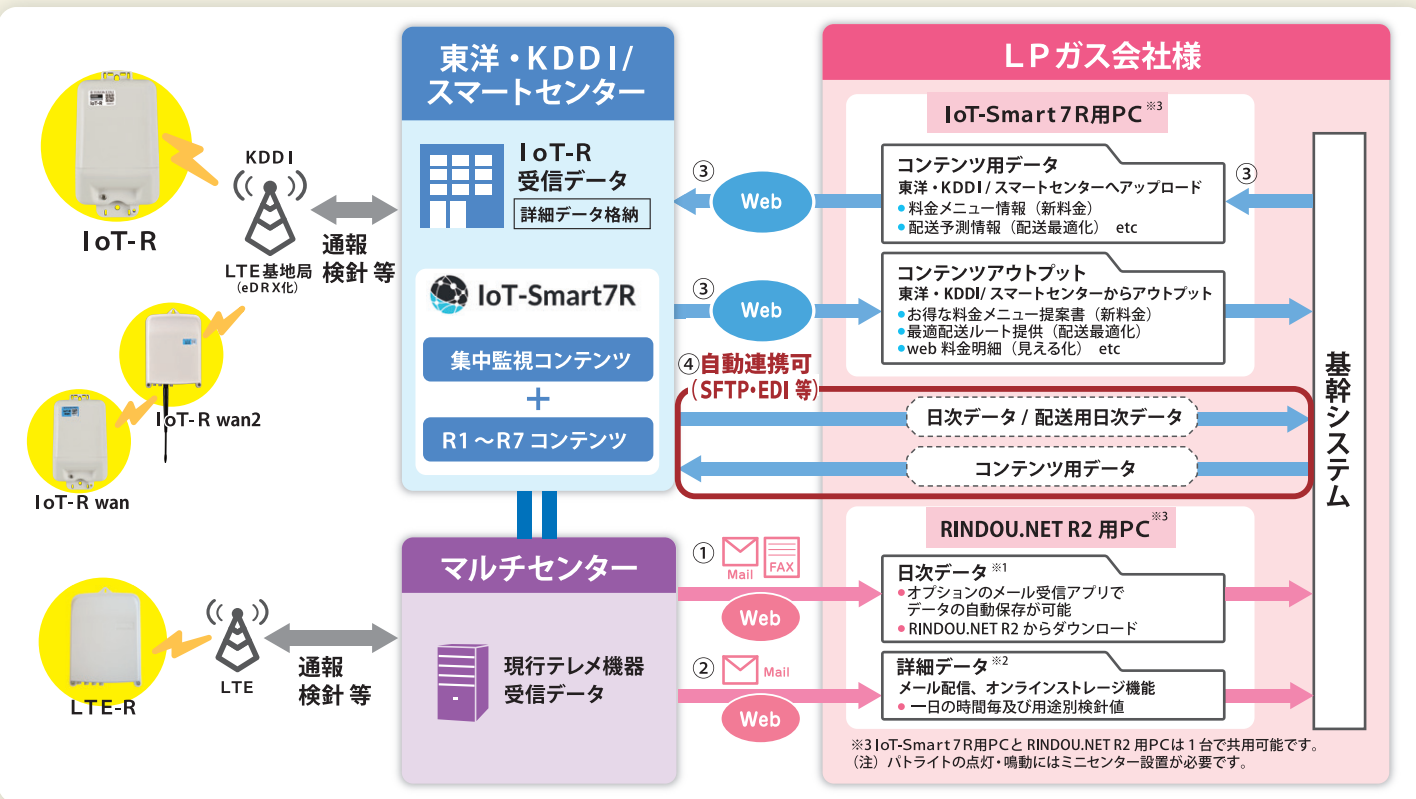 東洋・KDDI/
スマートセンター
IoT-R
受信データ
詳細データ格納
IoT-Smart7R
集中監視コンテンツ
+
R1～R7 コンテンツ
IoT-R
KDDI
LTE基地局
(eDRX化)
通報
検針 等
IoT-R wan2
IoT-R wan
マルチセンター
現行テレメ機器
受信データ
LTE-R
LTE
通報
検針 等
③
Web
③
Web
④自動連携可
(SFTP・EDI 等)
①
Mail
FAX
Web
②
Mail
Web
LPガス会社様
IoT-Smart7R用PC※3
コンテンツ用データ
東洋・KDDI/スマートセンターへアップロード
●料金メニュー情報（新料金）
●配送予測情報（配送最適化） etc
③
コンテンツアウトプット
東洋・KDDI/スマートセンターからアウトプット
●お得な料金メニュー提案書（新料金）
●最適配送ルート提供（配送最適化）
●web 料金明細（見える化） etc
日次データ / 配送用日次データ
コンテンツ用データ
RINDOU.NET R2 用PC※3
日次データ※1
●オプションのメール受信アプリで
データの自動保存が可能
●RINDOU.NET R2 からダウンロード
詳細データ※2
メール配信、オンラインストレージ機能
●一日の時間毎及び用途別検針値
基幹システム
※3 IoT-Smart7R用PCと RINDOU.NET R2 用PCは1台で共用可能です。
（注）パトライトの点灯・鳴動にはミニセンター設置が必要です。